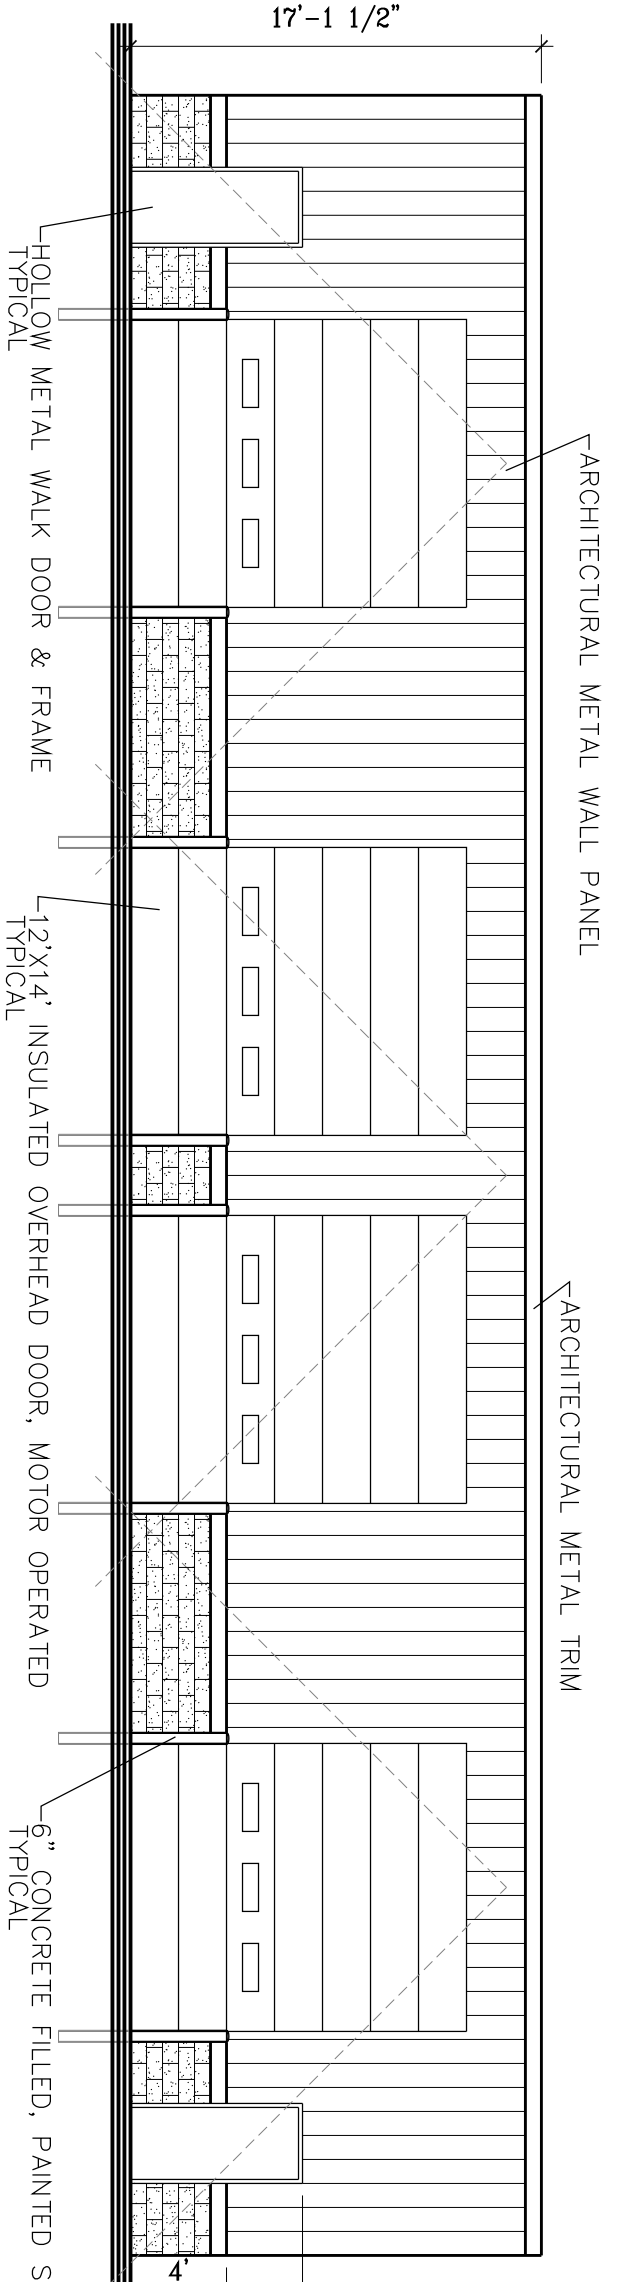 17'-1 1/2"
ARCHITECTURAL METAL WALL PANEL
ARCHITECTURAL METAL TRIM
HOLLOW METAL WALK DOOR & FRAME
TYPICAL
12'X14' INSULATED OVERHEAD DOOR, MOTOR OPERATED
TYPICAL
6" CONCRETE FILLED, PAINTED S
TYPICAL
4'